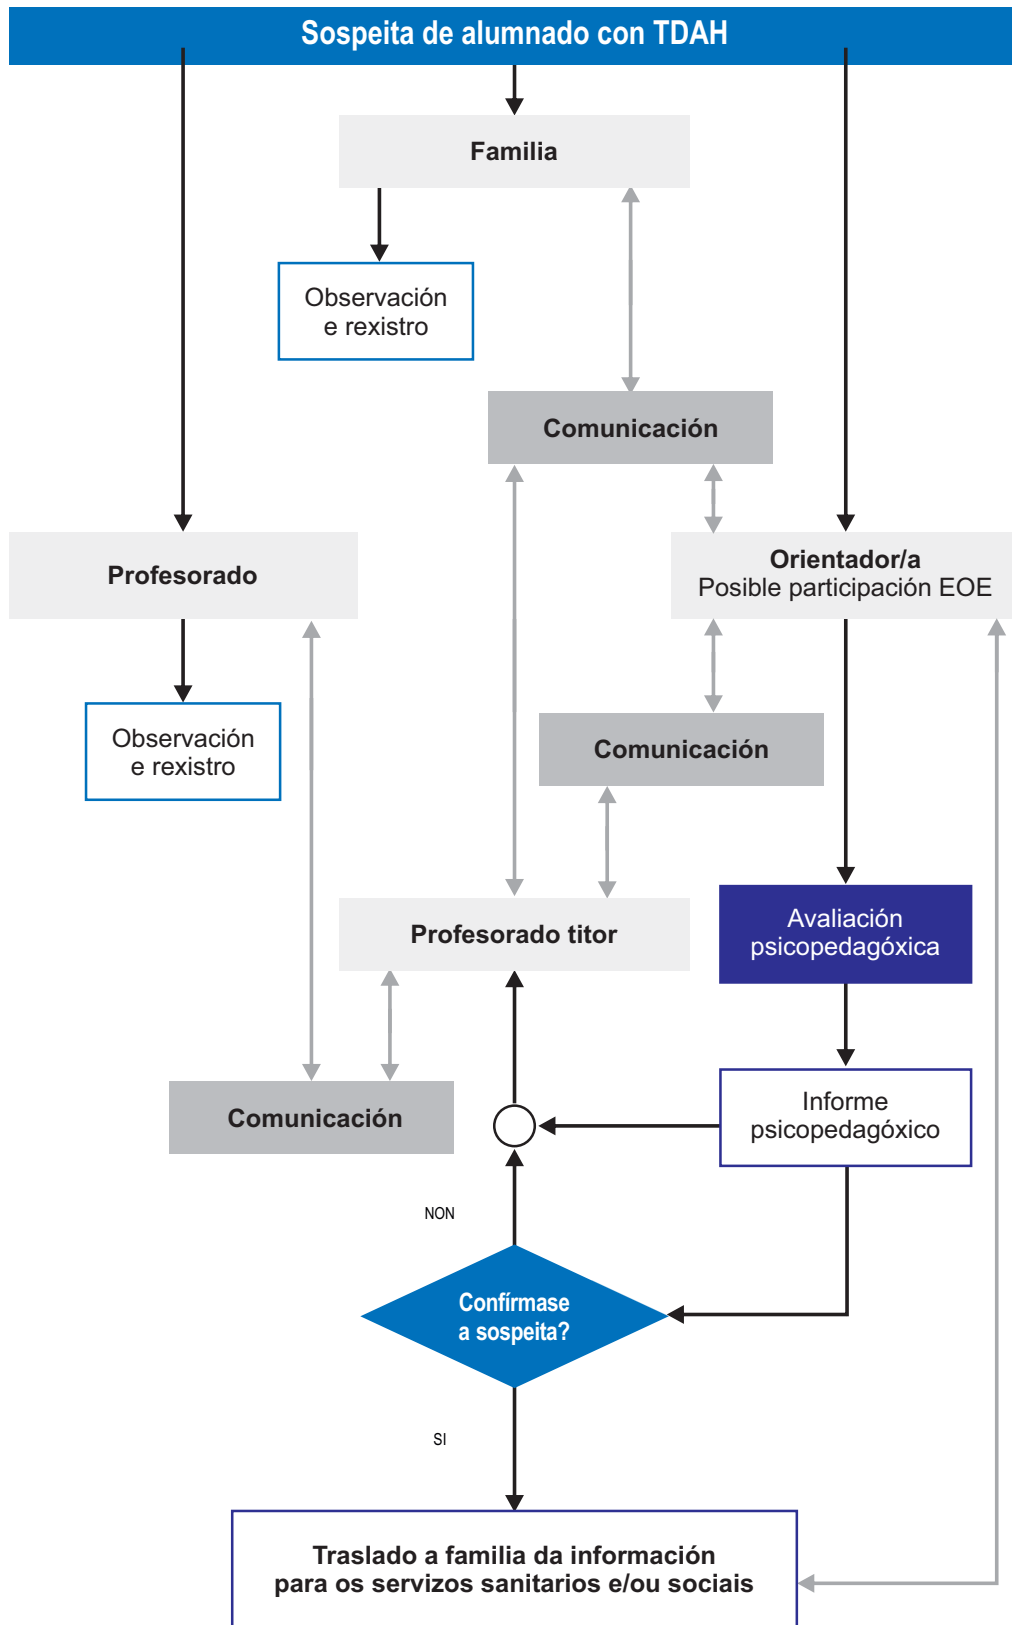 Sospeita de alumnado con TDAH
Familia
Observación
e rexistro
Comunicación
Profesorado
Orientador/a
Posible participación EOE
Observación
e rexistro
Comunicación
Profesorado titor
Avaliación
psicopedagóxica
Comunicación
Informe
psicopedagóxico
NON
Confírmase
a sospeita?
SI
Traslado a familia da información
para os servizos sanitarios e/ou sociais